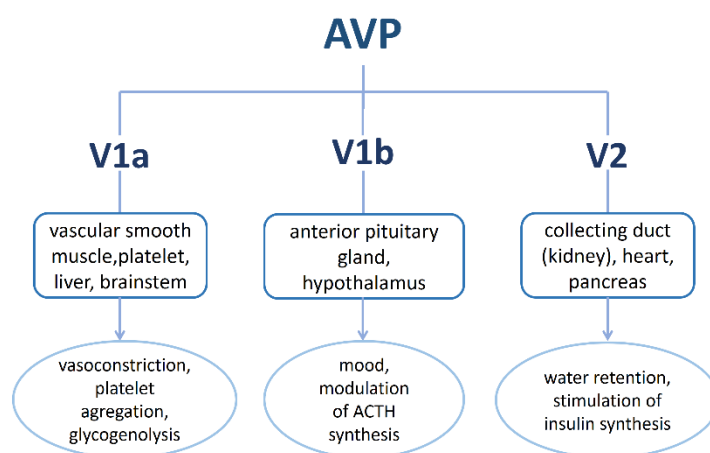 AVP
V1a
V1b
V2
vascular smooth
muscle,platelet,
liver, brainstem
anterior pituitary
gland,
hypothalamus
collecting duct
(kidney), heart,
pancreas
vasoconstriction,
platelet
agregation,
glycogenolysis
mood,
modulation
of ACTH
synthesis
water retention,
stimulation of
insulin synthesis